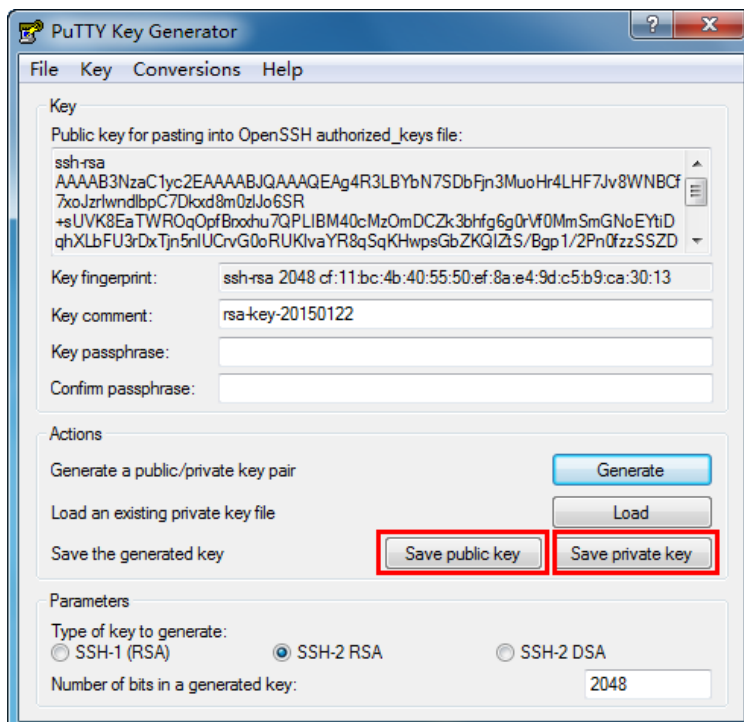 PuTTY Key Generator
File Key Conversions Help
Key
Public key for pasting into OpenSSH authorized_keys file:
ssh-rsa
AAAAB3NzaC1yc2EAAAABJQAAAQEAg4R3LBYbN7SDbFjn3MuoHr4LHF7Jv8WNBCf
7xoJzrlwndlbpC7Dkxd8m0zlJo6SR
+sUVK8EaTWROqOpfBrxxhu7QPLIBM40cMzOmDCZk3bhfg6g0rVf0MmSmGNoEYtiD
qhXLbFU3rDxTjn5nlUCrvG0oRUKlvaYR8qSqKHwpsGbZKQIZtS/Bgp1/2Pn0fzzSSZD
Key fingerprint: ssh-rsa 2048 cf:11:bc:4b:40:55:50:ef:8a:e4:9d:c5:b9:ca:30:13
Key comment: rsa-key-20150122
Key passphrase:
Confirm passphrase:
Actions
Generate a public/private key pair Generate
Load an existing private key file Load
Save the generated key Save public key Save private key
Parameters
Type of key to generate:
SSH-1 (RSA) SSH-2 RSA SSH-2 DSA
Number of bits in a generated key: 2048